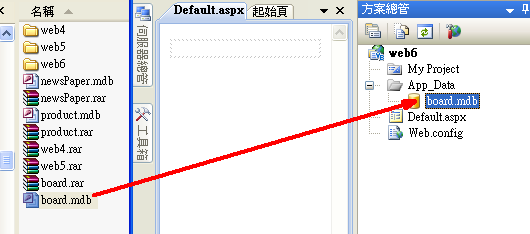 名稱
web4
web5
web6
newsPaper.mdb
newsPaper.rar
product.mdb
product.rar
web4.rar
web5.rar
board.rar
board.mdb
伺服器總管
工具箱
Default.aspx
起始頁
方案總管
web6
My Project
App_Data
board.mdb
Default.aspx
Web.config